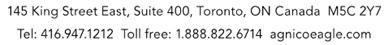 145 King Street East, Suite 400, Toronto, ON Canada M5C 2Y7
Tel: 416.947.1212 Toll free: 1.888.822.6714 agnicoeagle.com